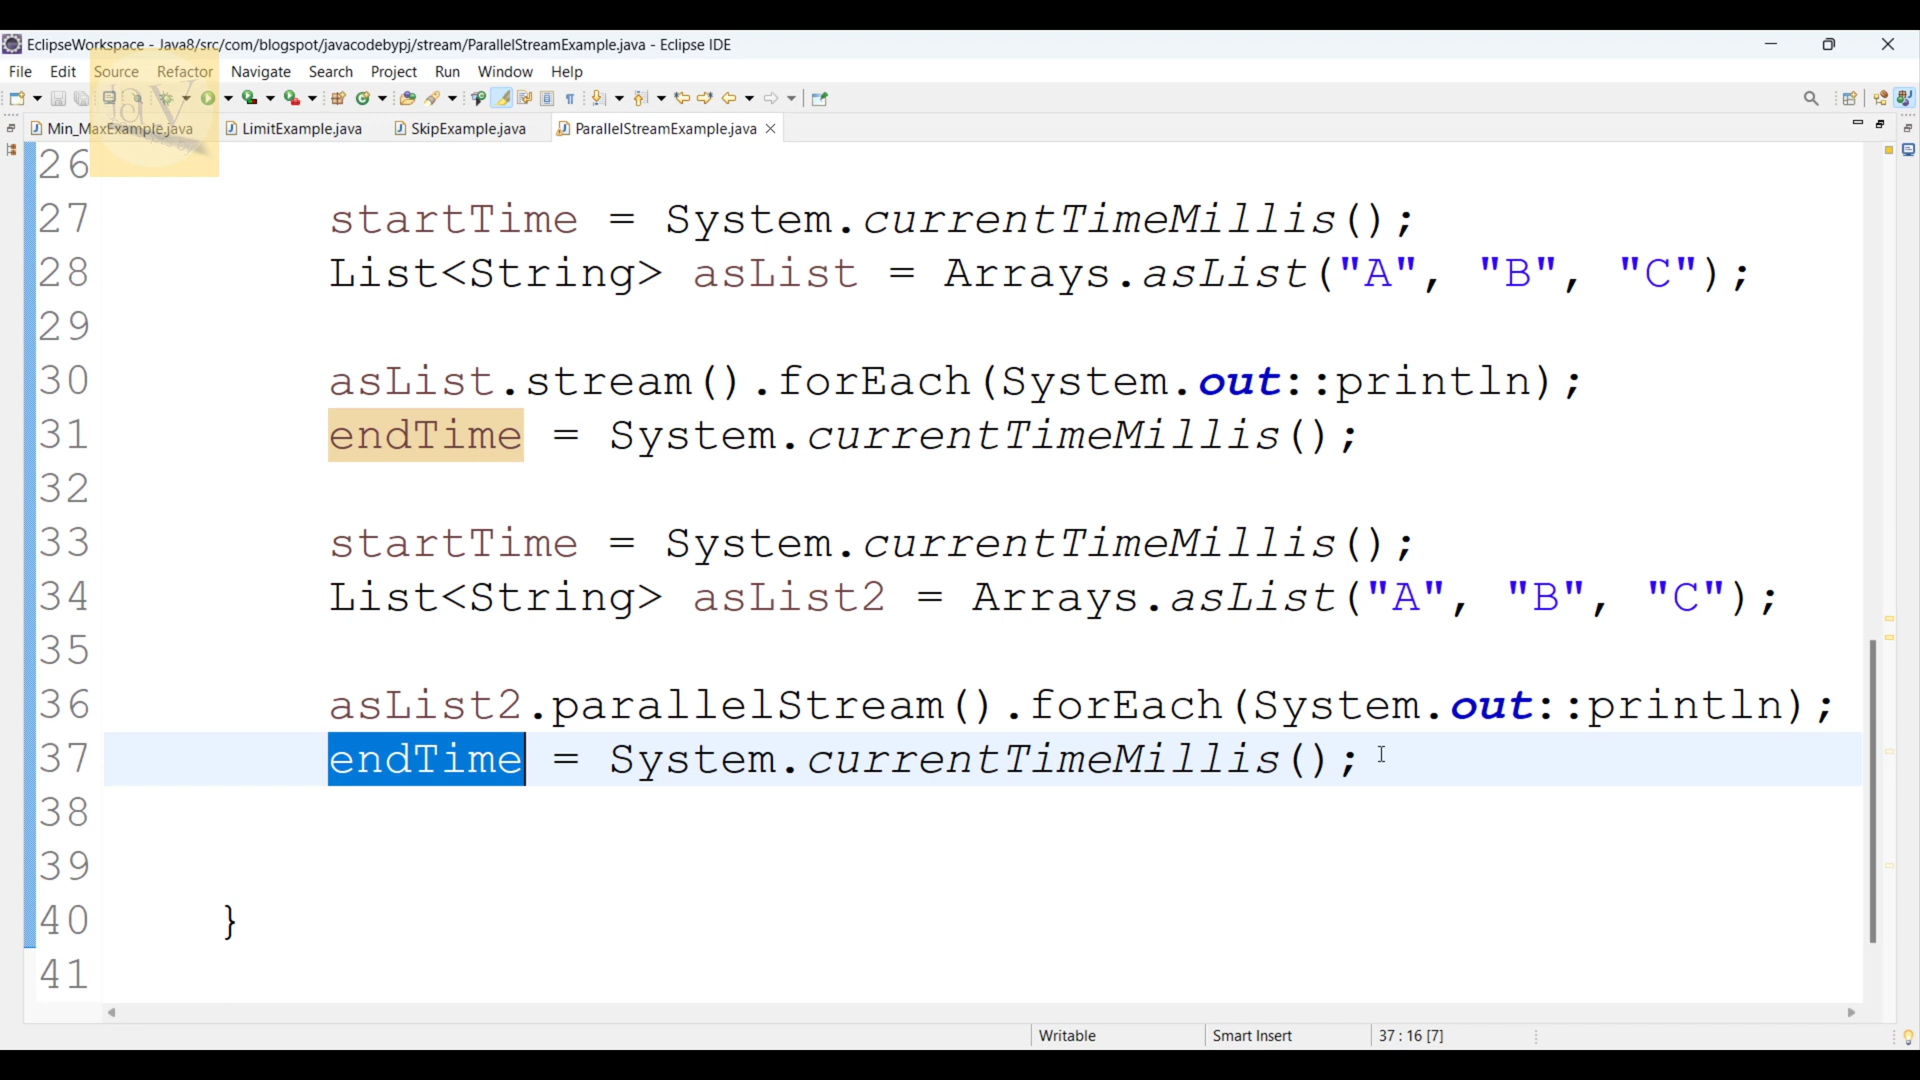 EclipseWorkspace - Java8/src/com/blogspot/javacodebypj/stream/ParallelStreamExample.java - Eclipse IDE
File Edit Source Refactor Navigate Search Project Run Window Help
Min_MaxExample.java LimitExample.java SkipExample.java ParallelStreamExample.java
26
27 startTime = System.currentTimeMillis();
28 List<String> asList = Arrays.asList("A", "B", "C");
29
30 asList.stream().forEach(System.out::println);
31 endTime = System.currentTimeMillis();
32
33 startTime = System.currentTimeMillis();
34 List<String> asList2 = Arrays.asList("A", "B", "C");
35
36 asList2.parallelStream().forEach(System.out::println);
37 endTime = System.currentTimeMillis();
38
39
40 }
41
Writable Smart Insert 37 : 16 [7]